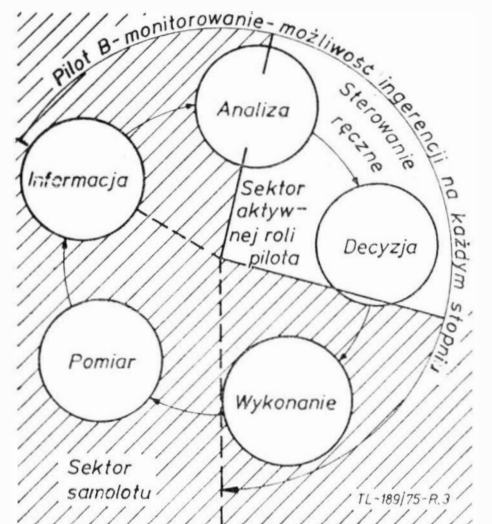 Pilot B-monitorowanie-możliwość ingerencji na każdym stopniu
Analiza
Sterowanie
ręczne
Informacja
Sektor
aktyw-
nej roli
pilota
Decyzja
Pomiar
Wykonanie
Sektor
samolotu
TL-189/75-R.3